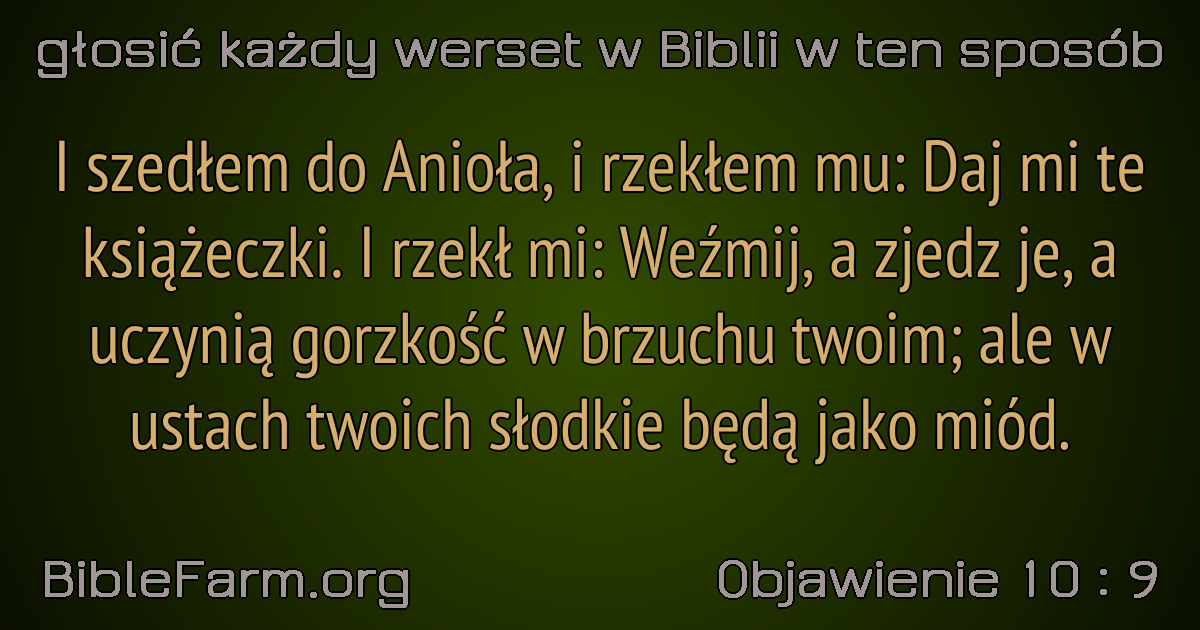 głosić każdy werset w Biblii w ten sposób
I szedłem do Anioła, i rzekłem mu: Daj mi te
książeczki. I rzekł mi: Weźmij, a zjedz je, a
uczynią gorzkość w brzuchu twoim; ale w
ustach twoich słodkie będą jako miód.
BibleFarm.org
Objawienie 10 : 9